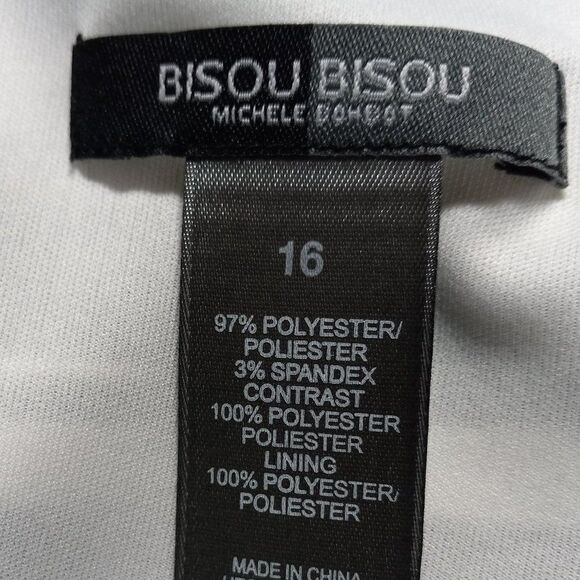 BISOU BISOU
MICHELE BOHBOT
16
97% POLYESTER/
POLIESTER
3% SPANDEX
CONTRAST
100% POLYESTER
POLIESTER
LINING
100% POLYESTER/
POLIESTER
MADE IN CHINA